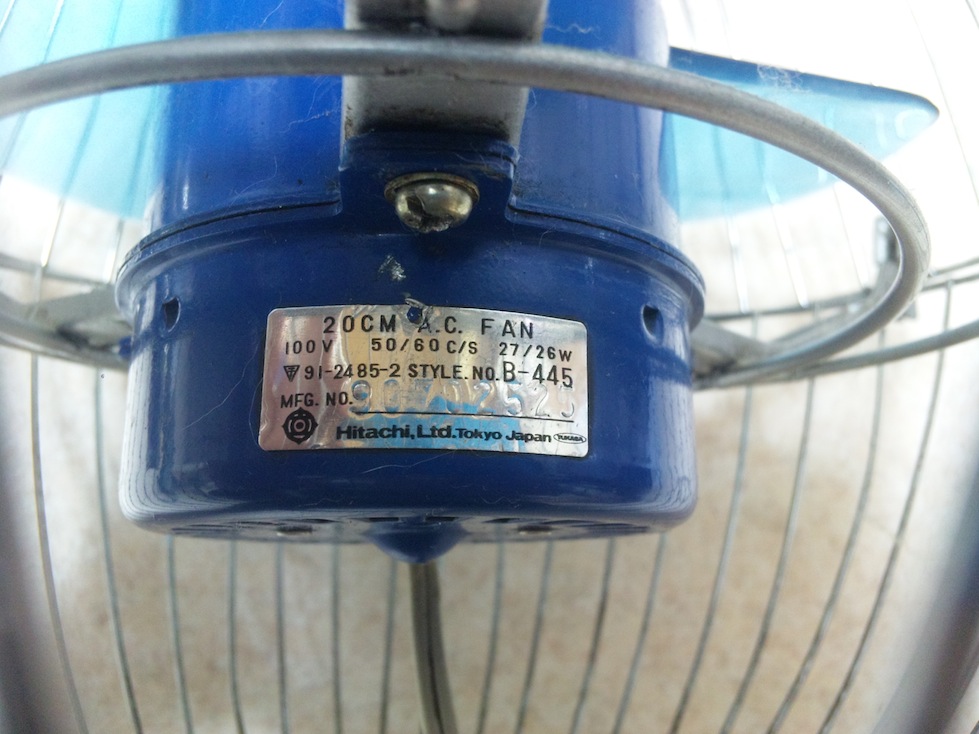 20CM A.C. FAN
100V 50/60C/S 27/26W
91-2485-2 STYLE.NO.B-445
MFG. NO.
Hitachi,Ltd.Tokyo Japan